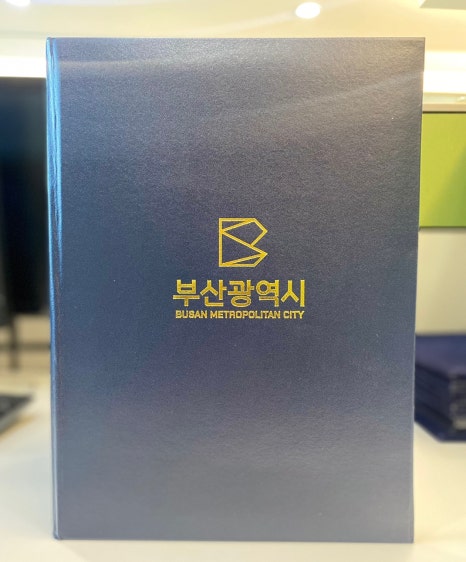 부산광역시
BUSAN METROPOLITAN CITY